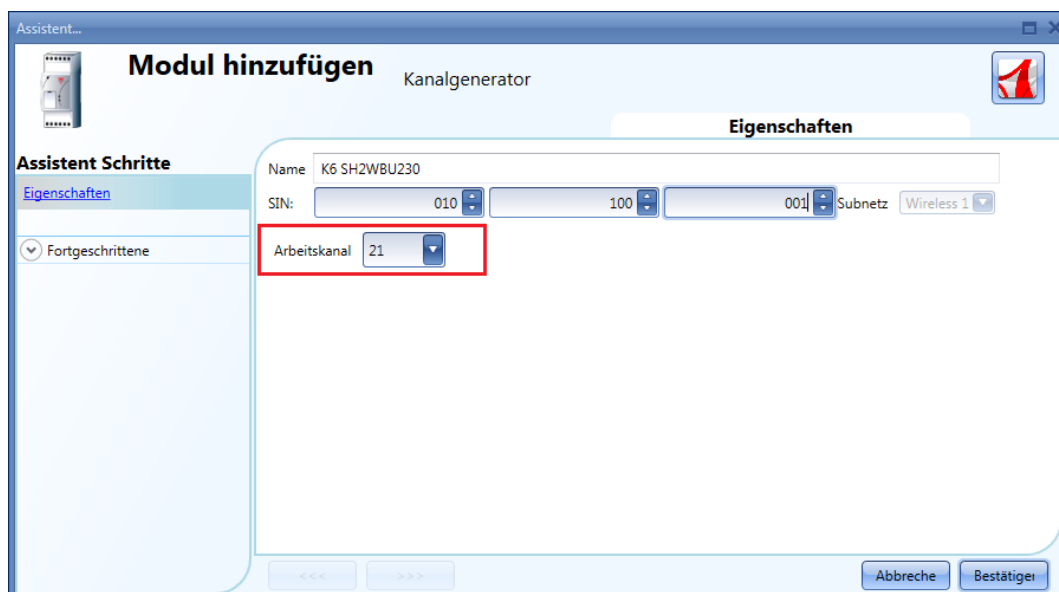 Assistent...
Modul hinzufügen Kanalgenerator
Eigenschaften
Assistent Schritte
Eigenschaften
Fortgeschrittene
Name K6 SH2WBU230
SIN: 010 100 001 Subnetz Wireless 1
Arbeitskanal 21
<<< >>> Abbreche Bestätiger